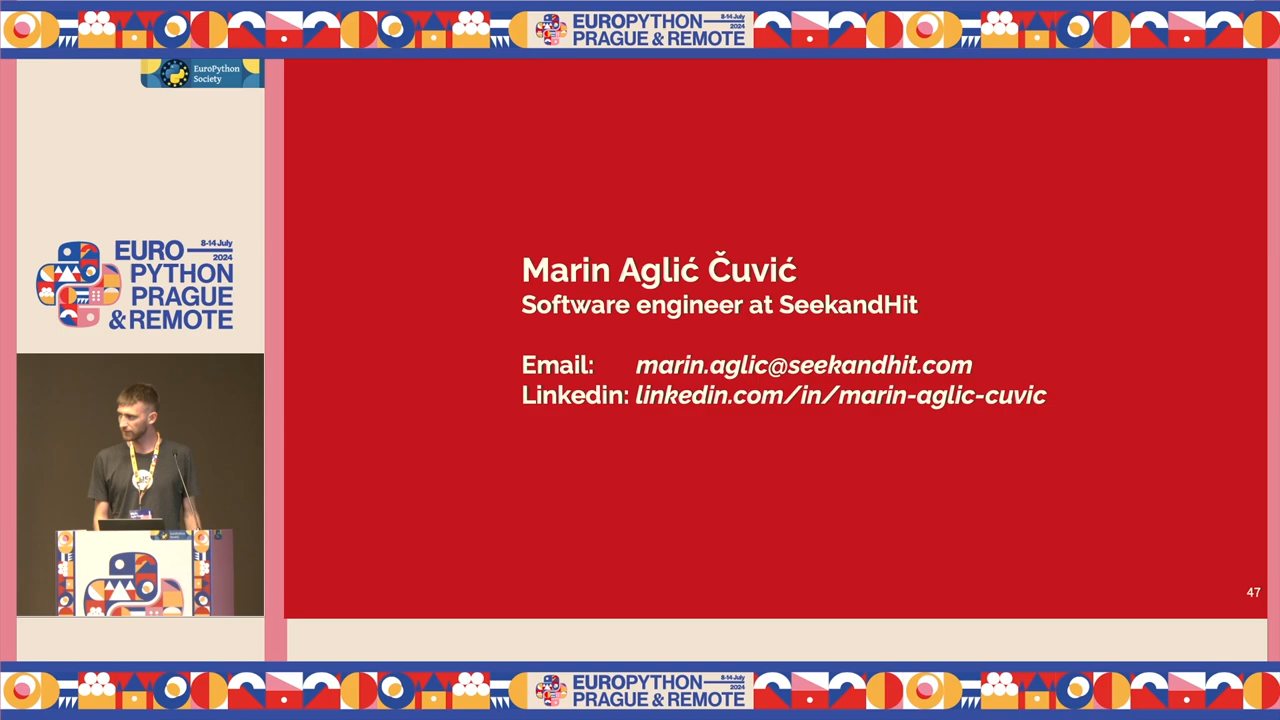 EUROPYTHON
8-14 July
2024
PRAGUE & REMOTE
EuroPython
Society
EURO
8-14 July
2024
PYTHON
PRAGUE
& REMOTE
Marin Aglić Čuvić
Software engineer at SeekandHit
Email: marin.aglic@seekandhit.com
Linkedin: linkedin.com/in/marin-aglic-cuvic
47
EUROPYTHON
8-14 July
2024
PRAGUE & REMOTE